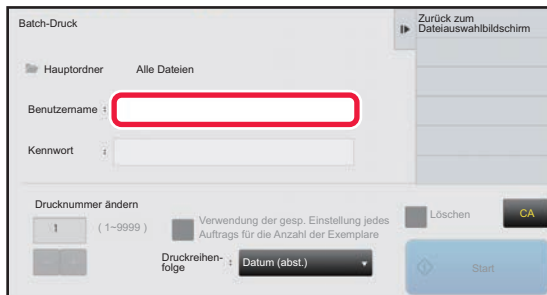 Batch-Druck
Zurück zum
Dateiauswahlbildschirm
Hauptordner Alle Dateien
Benutzername :
Kennwort :
Drucknummer ändern
1 ( 1~9999 )
Verwendung der gesp. Einstellung jedes
Auftrags für die Anzahl der Exemplare
Druckreihen-
folge : Datum (abst.)
Löschen
CA
Start